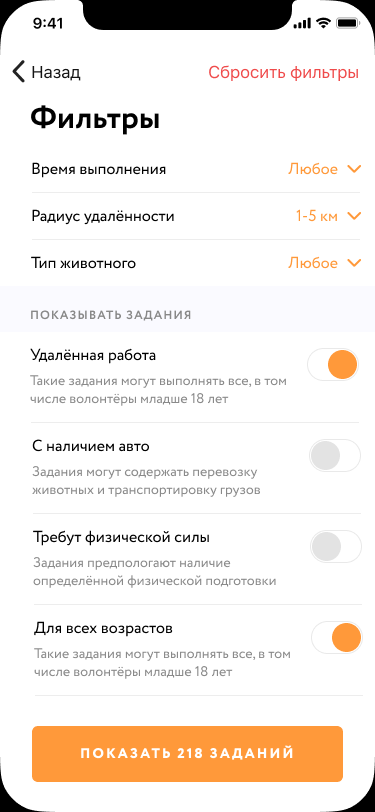 9:41
Назад
Сбросить фильтры
Фильтры
Время выполнения
Любое
Радиус удалённости
1-5 км
Тип животного
Любое
ПОКАЗЫВАТЬ ЗАДАНИЯ
Удалённая работа
Такие задания могут выполнять все, в том
числе волонтёры младше 18 лет
С наличием авто
Задания могут содержать перевозку
животных и транспортировку грузов
Требут физической силы
Задания предпологают наличие
определённой физической подготовки
Для всех возрастов
Такие задания могут выполнять все, в том
числе волонтёры младше 18 лет
ПОКАЗАТЬ 218 ЗАДАНИЙ